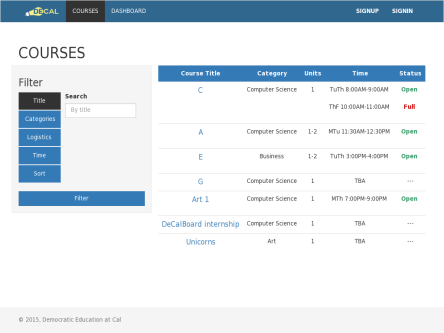 DECAL COURSES DASHBOARD SIGNUP SIGNIN
COURSES
Filter
Title
Categories
Logistics
Time
Sort
Search
By title
Filter
Course Title Category Units Time Status
C Computer Science 1 TuTh 8:00AM-9:00AM Open
ThF 10:00AM-11:00AM Full
A Computer Science 1-2 MTu 11:30AM-12:30PM Open
E Business 1-2 TuTh 3:00PM-4:00PM Open
G Computer Science 1 TBA ---
Art 1 Computer Science 1 MTh 7:00PM-9:00PM Open
DeCalBoard internship Computer Science 1 TBA ---
Unicorns Art 1 TBA ---
© 2015, Democratic Education at Cal